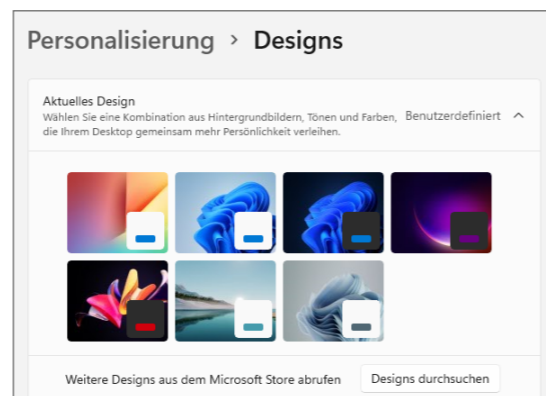 Personalisierung > Designs
Aktuelles Design
Wählen Sie eine Kombination aus Hintergrundbildern, Tönen und Farben,
die Ihrem Desktop gemeinsam mehr Persönlichkeit verleihen.
Benutzerdefiniert
Weitere Designs aus dem Microsoft Store abrufen
Designs durchsuchen